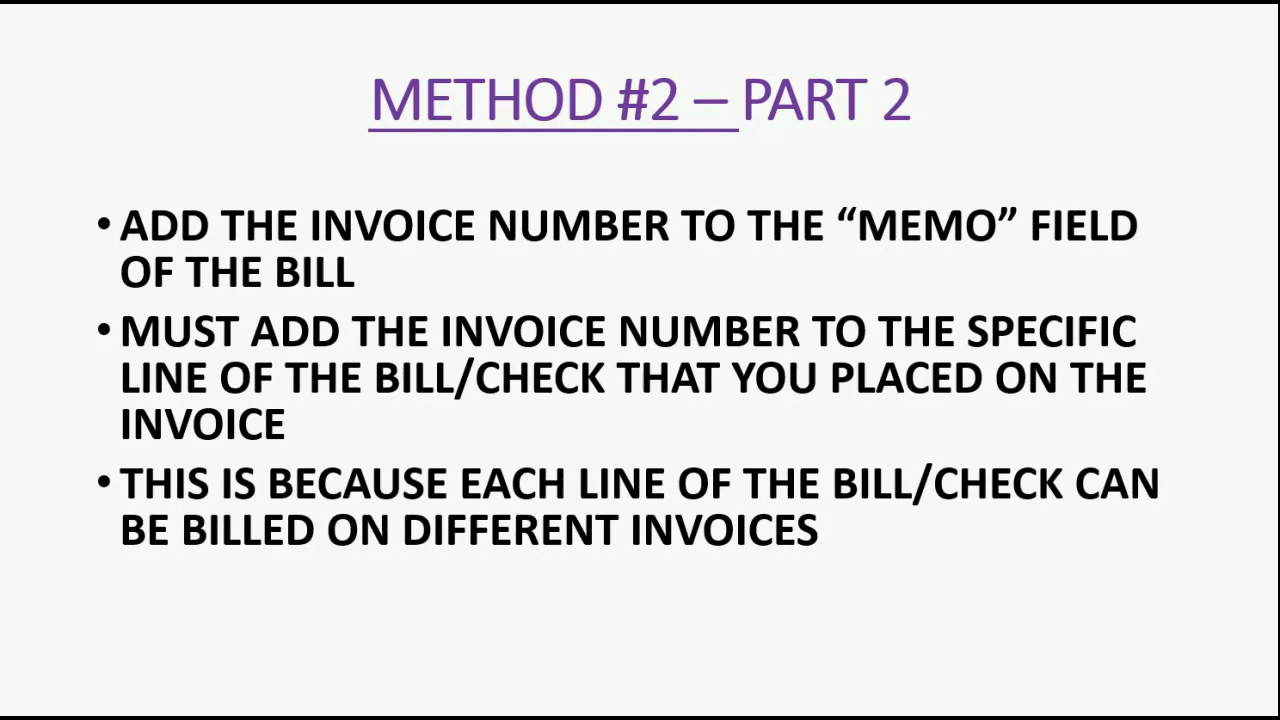 METHOD #2 – PART 2
• ADD THE INVOICE NUMBER TO THE “MEMO” FIELD
OF THE BILL
• MUST ADD THE INVOICE NUMBER TO THE SPECIFIC
LINE OF THE BILL/CHECK THAT YOU PLACED ON THE
INVOICE
• THIS IS BECAUSE EACH LINE OF THE BILL/CHECK CAN
BE BILLED ON DIFFERENT INVOICES